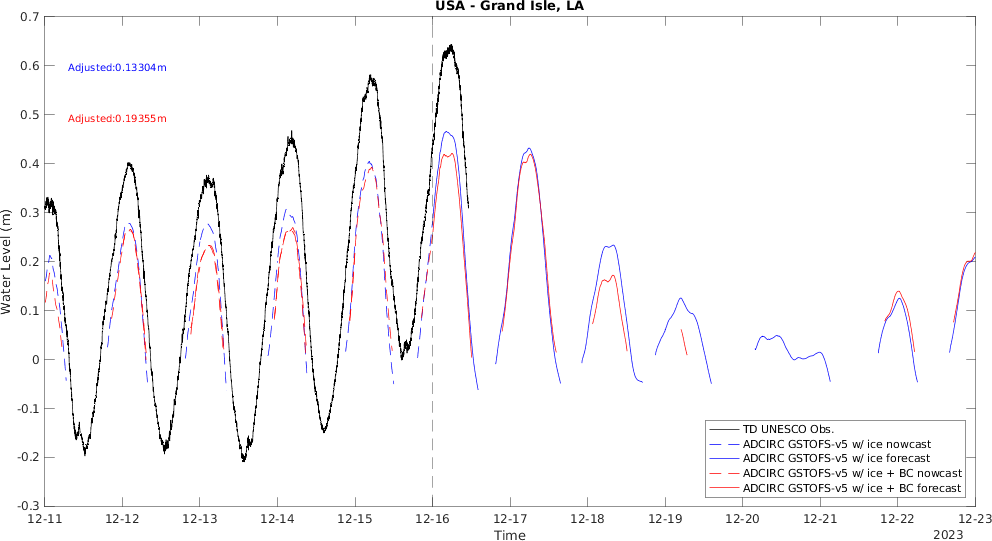 USA - Grand Isle, LA
0.7
0.6
0.5
0.4
0.3
0.2
0.1
0
-0.1
-0.2
-0.3
Water Level (m)
Adjusted:0.13304m
Adjusted:0.19355m
TD UNESCO Obs.
ADCIRC GSTOFS-v5 w/ ice nowcast
ADCIRC GSTOFS-v5 w/ ice forecast
ADCIRC GSTOFS-v5 w/ ice + BC nowcast
ADCIRC GSTOFS-v5 w/ ice + BC forecast
12-11 12-12 12-13 12-14 12-15 12-16 12-17 12-18 12-19 12-20 12-21 12-22 12-23
Time
2023